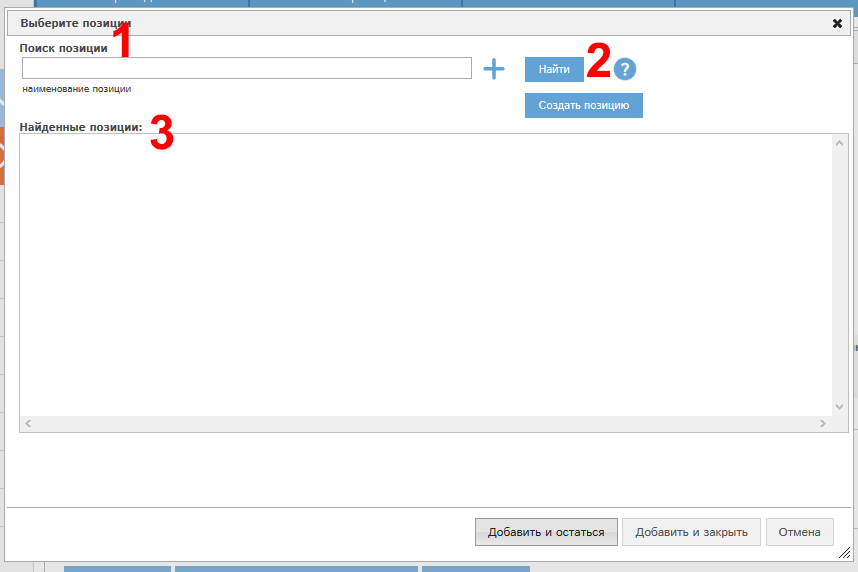 Выберите позиции
1
Поиск позиции
2
Найти
?
наименование позиции
Создать позицию
Найденные позиции:
3
Добавить и остаться
Добавить и закрыть
Отмена